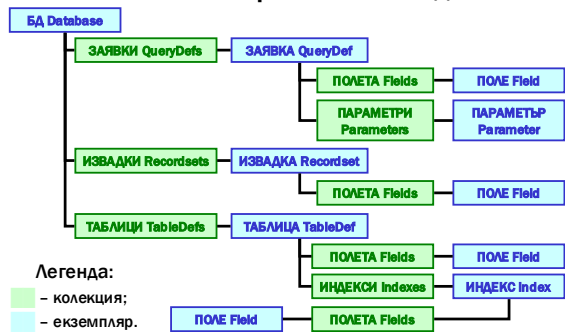 БД Database
ЗАЯВКИ QueryDefs
ЗАЯВКА QueryDef
ПОЛЕТА Fields
ПОЛЕ Field
ПАРАМЕТРИ
Parameters
ПАРАМЕТЪР
Parameter
ИЗВАДКИ Recordsets
ИЗВАДКА Recordset
ПОЛЕТА Fields
ПОЛЕ Field
ТАБЛИЦИ TableDefs
ТАБЛИЦА TableDef
ПОЛЕТА Fields
ПОЛЕ Field
ИНДЕКСИ Indexes
ИНДЕКС Index
ПОЛЕ Field
ПОЛЕТА Fields
Легенда:
– колекция;
– екземпляр.